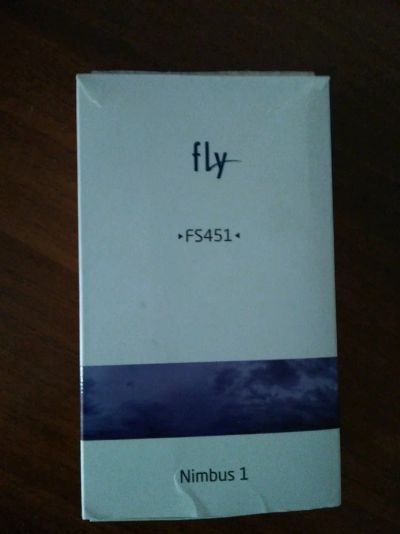 fly
▸FS451◂
Nimbus 1